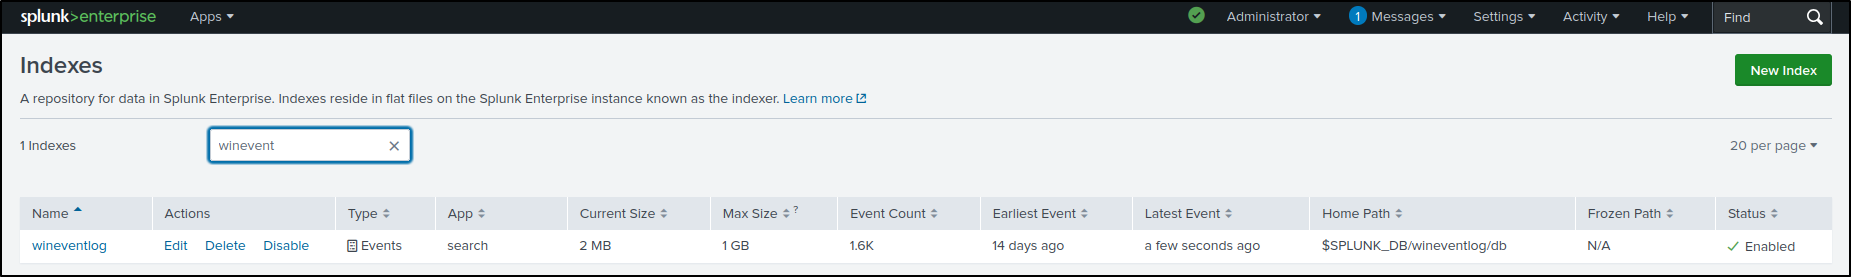 splunk>enterprise Apps Administrator 1 Messages Settings Activity Help Find
Indexes
New Index
A repository for data in Splunk Enterprise. Indexes reside in flat files on the Splunk Enterprise instance known as the indexer. Learn more
1 Indexes winevent 20 per page
Name Actions Type App Current Size Max Size ? Event Count Earliest Event Latest Event Home Path Frozen Path Status
wineventlog Edit Delete Disable Events search 2 MB 1 GB 1.6K 14 days ago a few seconds ago $SPLUNK_DB/wineventlog/db N/A Enabled